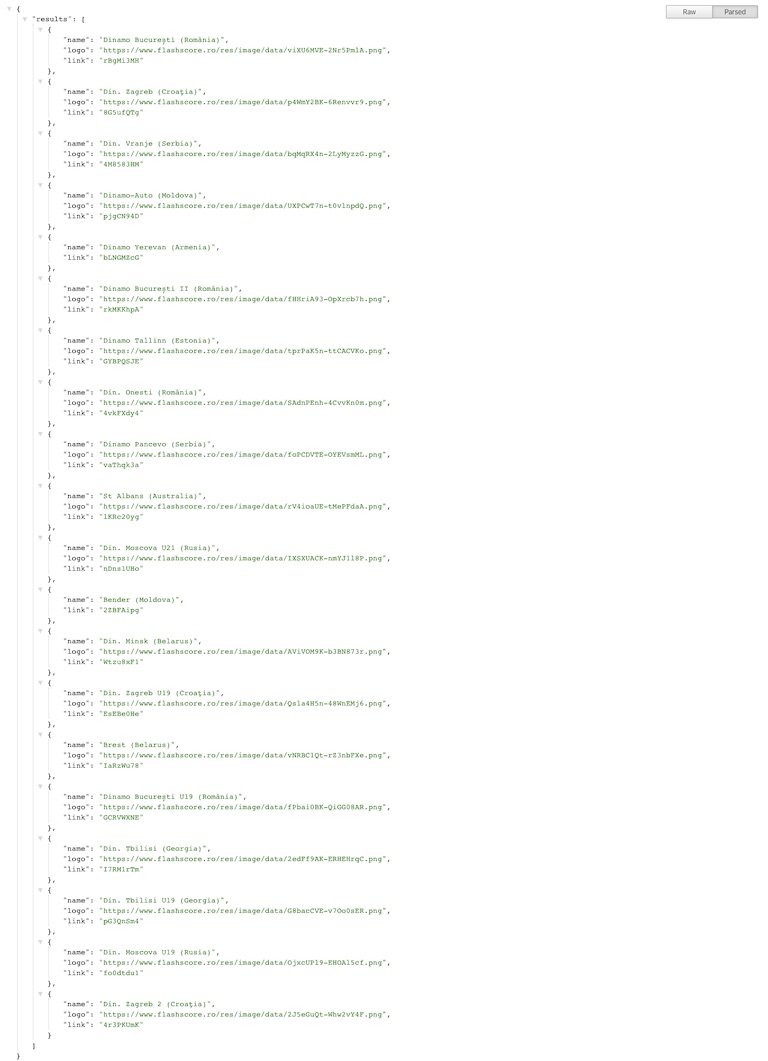 Raw Parsed
{
"results": [
{
"name": "Dinamo București (România)",
"logo": "https://www.flashscore.ro/res/image/data/viXU6MVE-2Nr5PmlA.png",
"link": "rBgMi3MH"
},
{
"name": "Din. Zagreb (Croaţia)",
"logo": "https://www.flashscore.ro/res/image/data/p4WmY2BK-6Renvvr9.png",
"link": "8G5ufQTg"
},
{
"name": "Din. Vranje (Serbia)",
"logo": "https://www.flashscore.ro/res/image/data/bqMqRX4n-2LyMyzzG.png",
"link": "4M8583HM"
},
{
"name": "Dinamo-Auto (Moldova)",
"logo": "https://www.flashscore.ro/res/image/data/UXPCwT7n-t0vlnpdQ.png",
"link": "pjgCN94D"
},
{
"name": "Dinamo Yerevan (Armenia)",
"link": "bLNGMZcG"
},
{
"name": "Dinamo București II (România)",
"logo": "https://www.flashscore.ro/res/image/data/fHHriA93-OpXrcb7h.png",
"link": "rkMKKhpA"
},
{
"name": "Dinamo Tallinn (Estonia)",
"logo": "https://www.flashscore.ro/res/image/data/tprPaK5n-ttCACVKo.png",
"link": "GYBPQSJE"
},
{
"name": "Din. Onesti (România)",
"logo": "https://www.flashscore.ro/res/image/data/SAdnPEnh-4CvvKn0m.png",
"link": "4vkFXdy4"
},
{
"name": "Dinamo Pancevo (Serbia)",
"logo": "https://www.flashscore.ro/res/image/data/foPCDVTE-OYEVsmML.png",
"link": "vaThqk3a"
},
{
"name": "St Albans (Australia)",
"logo": "https://www.flashscore.ro/res/image/data/rV4ioaUE-tMePFdaA.png",
"link": "lKRc20yg"
},
{
"name": "Din. Moscova U21 (Rusia)",
"logo": "https://www.flashscore.ro/res/image/data/IXSXUACK-nmYJ1l8P.png",
"link": "nDns1UHo"
},
{
"name": "Bender (Moldova)",
"link": "2ZBFAipg"
},
{
"name": "Din. Minsk (Belarus)",
"logo": "https://www.flashscore.ro/res/image/data/AViVOM9K-b3BN873r.png",
"link": "Wtzu8xF1"
},
{
"name": "Din. Zagreb U19 (Croaţia)",
"logo": "https://www.flashscore.ro/res/image/data/Qsla4H5n-48WnEMj6.png",
"link": "EsEBe0He"
},
{
"name": "Brest (Belarus)",
"logo": "https://www.flashscore.ro/res/image/data/vNRBC1Qt-rZ3nbFXe.png",
"link": "IaRzWu78"
},
{
"name": "Dinamo București U19 (România)",
"logo": "https://www.flashscore.ro/res/image/data/fPbai0BK-QiGG08AR.png",
"link": "GCRVWXNE"
},
{
"name": "Din. Tbilisi (Georgia)",
"logo": "https://www.flashscore.ro/res/image/data/2edFf9AK-ERHEHrqC.png",
"link": "I7RM1rTm"
},
{
"name": "Din. Tbilisi U19 (Georgia)",
"logo": "https://www.flashscore.ro/res/image/data/G8bacCVE-v7Oo0sER.png",
"link": "pG3QnSm4"
},
{
"name": "Din. Moscova U19 (Rusia)",
"logo": "https://www.flashscore.ro/res/image/data/OjxcUP19-EHOAl5cf.png",
"link": "fo0dtdul"
},
{
"name": "Din. Zagreb 2 (Croaţia)",
"logo": "https://www.flashscore.ro/res/image/data/2J5eGuQt-Whw2vY4F.png",
"link": "4r3PKUmK"
}
]
}